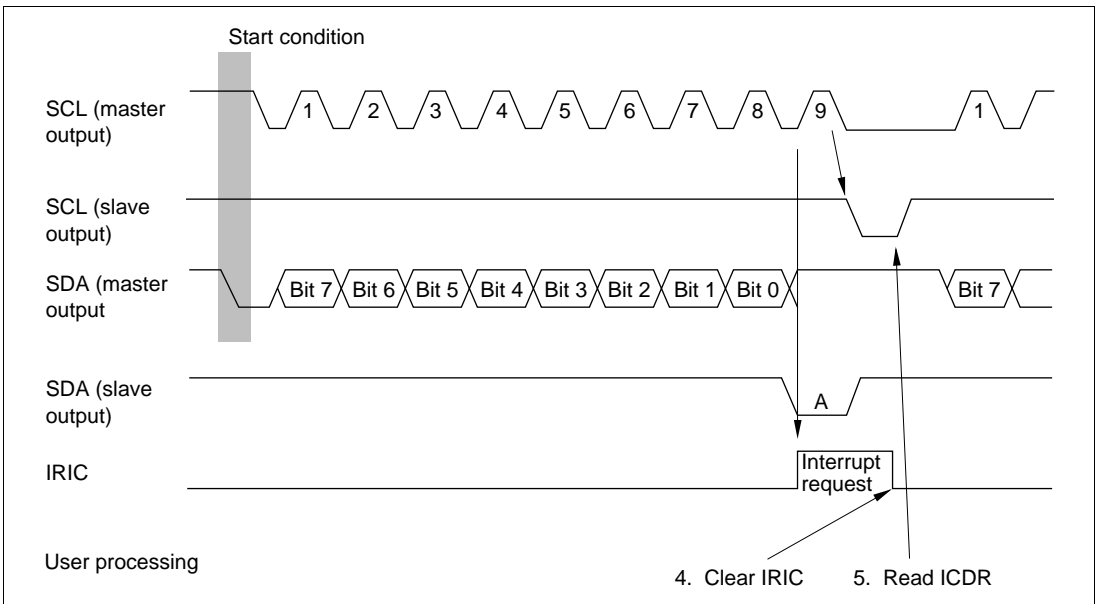 Start condition
SCL (master
output)
1 2 3 4 5 6 7 8 9 1
SCL (slave
output)
SDA (master
output
Bit 7 Bit 6 Bit 5 Bit 4 Bit 3 Bit 2 Bit 1 Bit 0 Bit 7
SDA (slave
output)
A
IRIC
Interrupt
request
User processing
4. Clear IRIC 5. Read ICDR